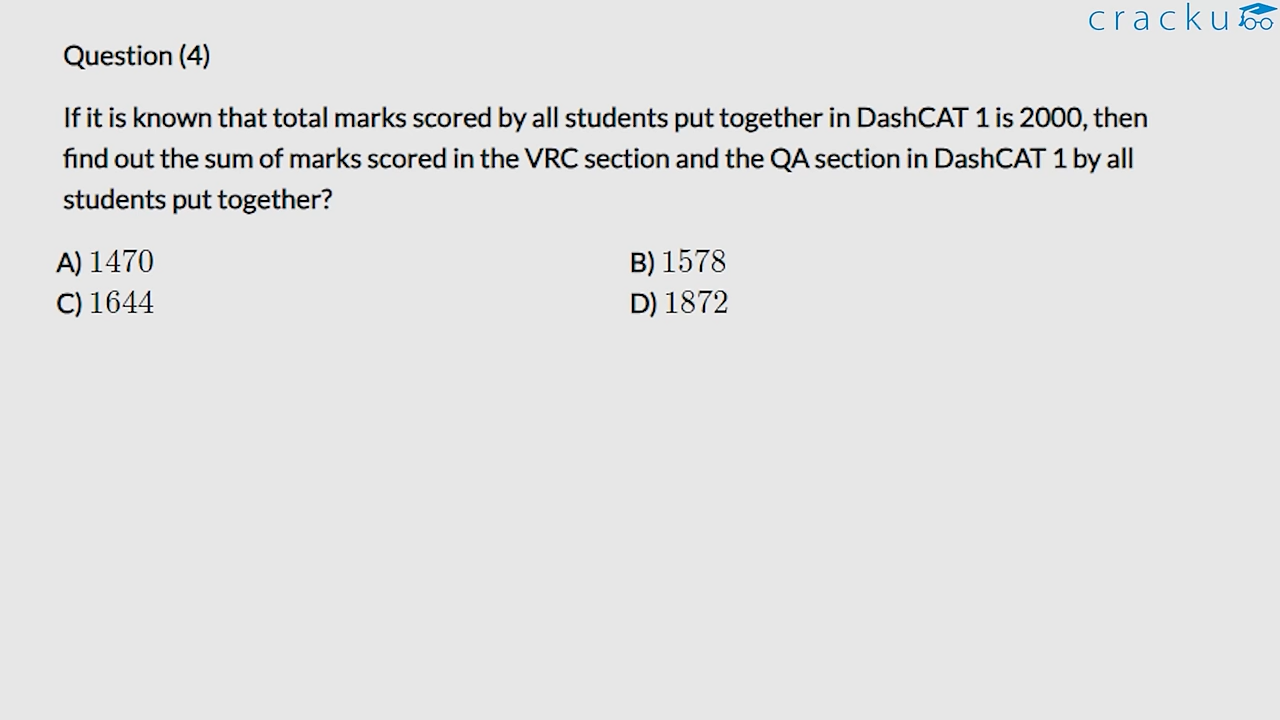 cracku
Question (4)
If it is known that total marks scored by all students put together in DashCAT 1 is 2000, then
find out the sum of marks scored in the VRC section and the QA section in DashCAT 1 by all
students put together?
A) 1470 B) 1578
C) 1644 D) 1872